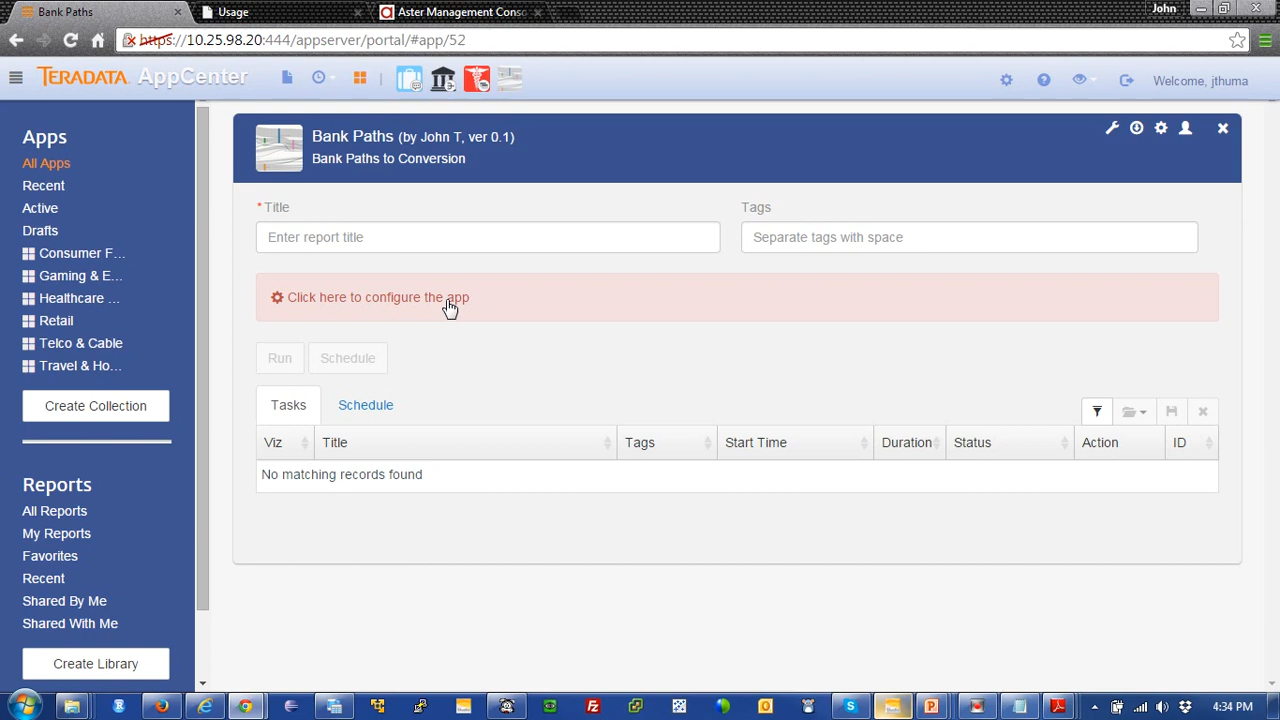 Bank Paths
Usage
Aster Management Conso
John
https://10.25.98.20:444/appserver/portal/#app/52
TERADATA AppCenter
Welcome, jthuma
Apps
All Apps
Recent
Active
Drafts
Consumer F...
Gaming & E...
Healthcare ...
Retail
Telco & Cable
Travel & Ho...
Create Collection
Reports
All Reports
My Reports
Favorites
Recent
Shared By Me
Shared With Me
Create Library
Bank Paths (by John T, ver 0.1)
Bank Paths to Conversion
* Title
Tags
Enter report title
Separate tags with space
Click here to configure the app
Run
Schedule
Tasks
Schedule
Viz
Title
Tags
Start Time
Duration
Status
Action
ID
No matching records found
4:34 PM